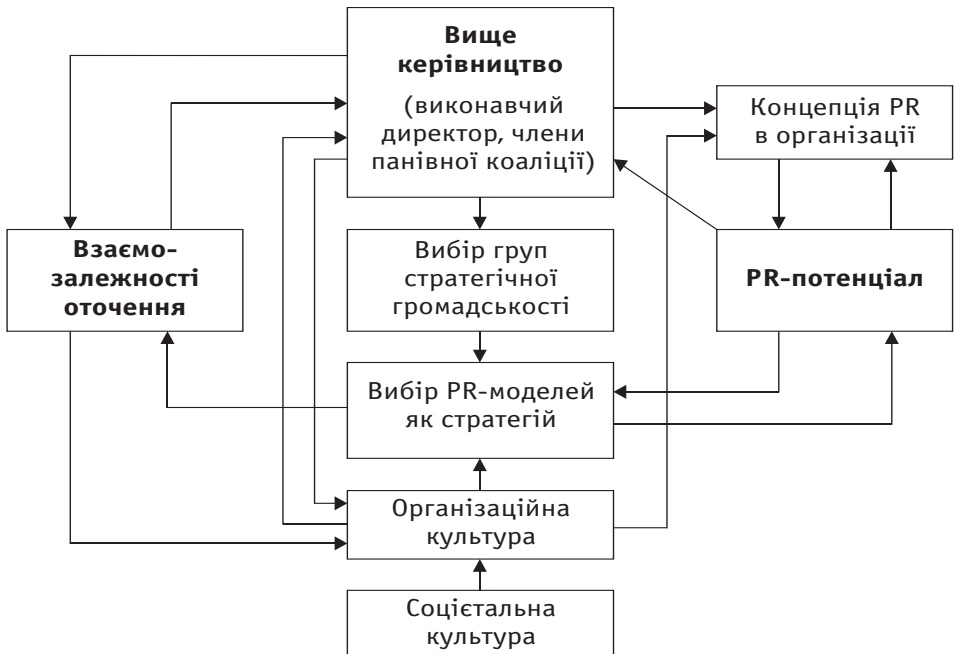 Вище
керівництво
(виконавчий
директор, члени
панівної коаліції)
Концепція PR
в організації
Взаємо-
залежності
оточення
Вибір груп
стратегічної
громадськості
PR-потенціал
Вибір PR-моделей
як стратегій
Організаційна
культура
Соцієтальна
культура